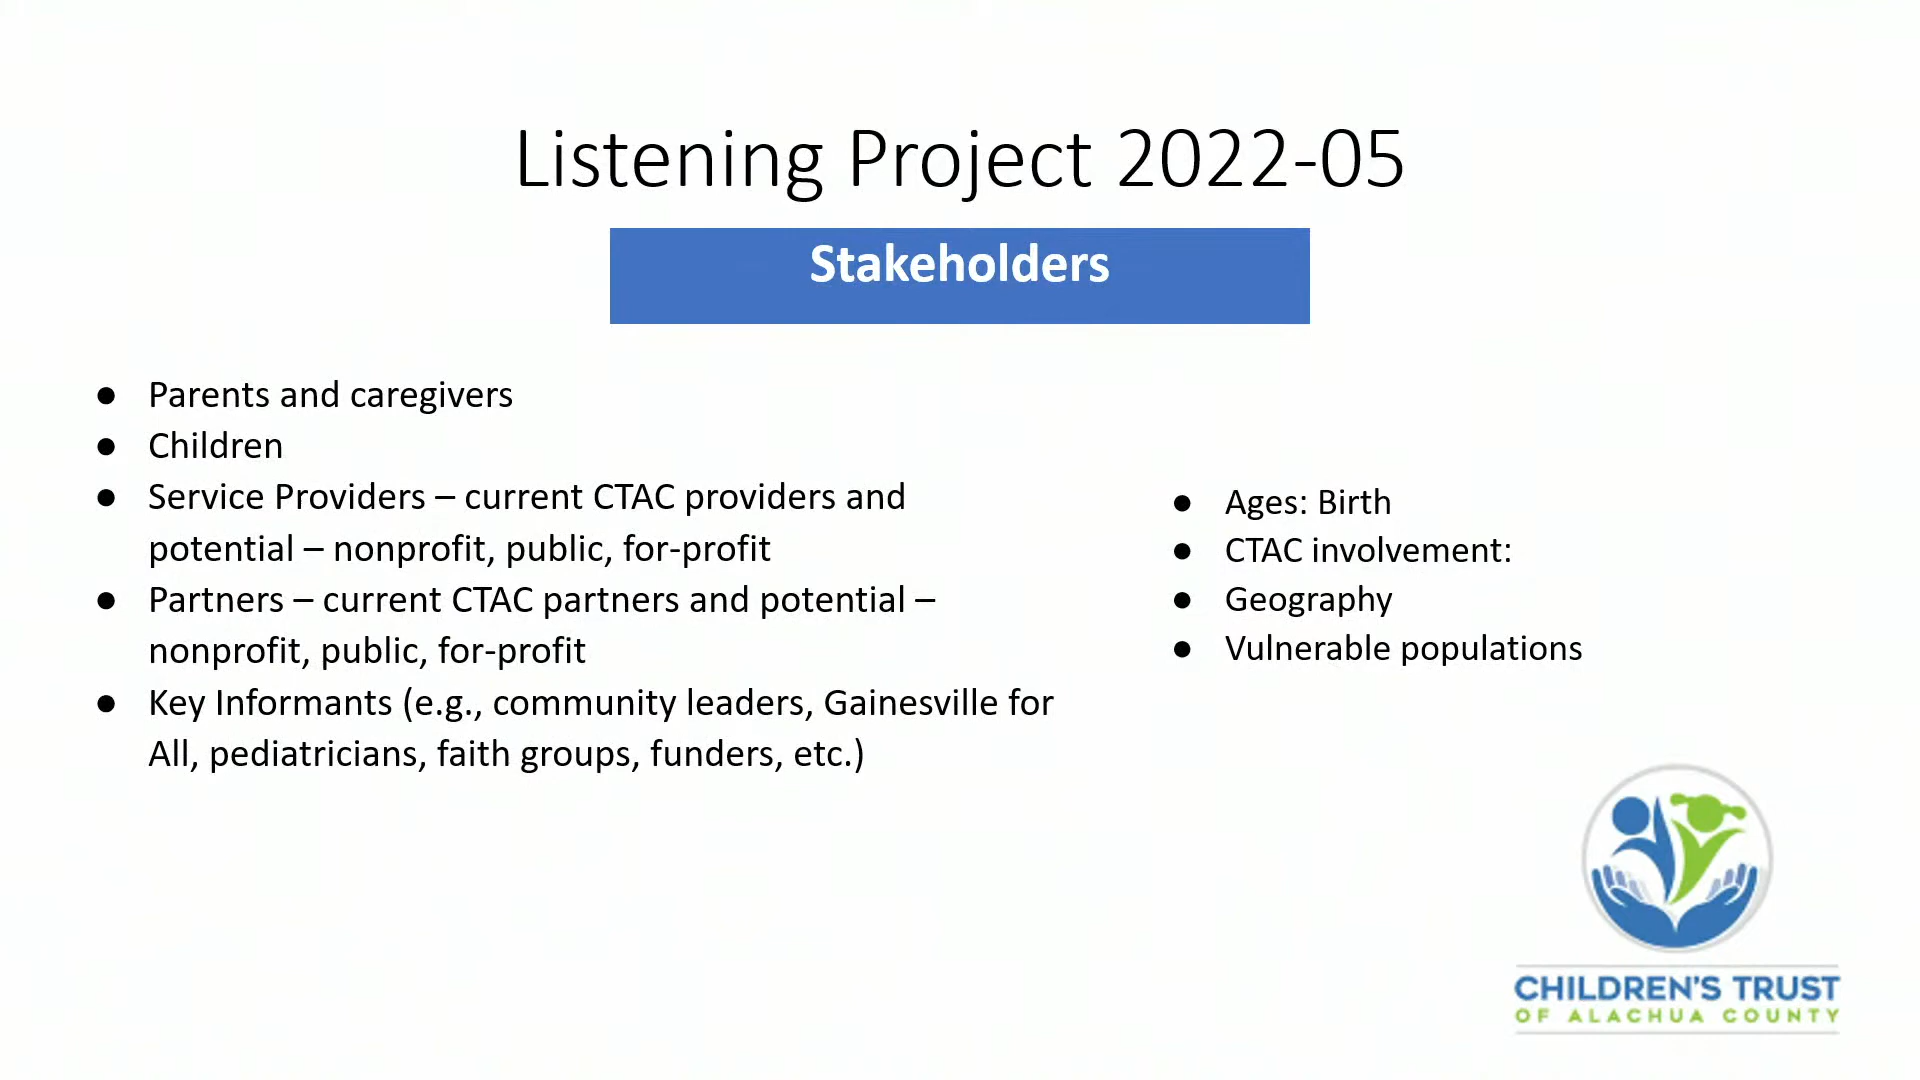 Listening Project 2022-05
Stakeholders
● Parents and caregivers
● Children
● Service Providers – current CTAC providers and
potential – nonprofit, public, for-profit
● Partners – current CTAC partners and potential –
nonprofit, public, for-profit
● Key Informants (e.g., community leaders, Gainesville for
All, pediatricians, faith groups, funders, etc.)
● Ages: Birth
● CTAC involvement:
● Geography
● Vulnerable populations
CHILDREN'S TRUST
OF ALACHUA COUNTY